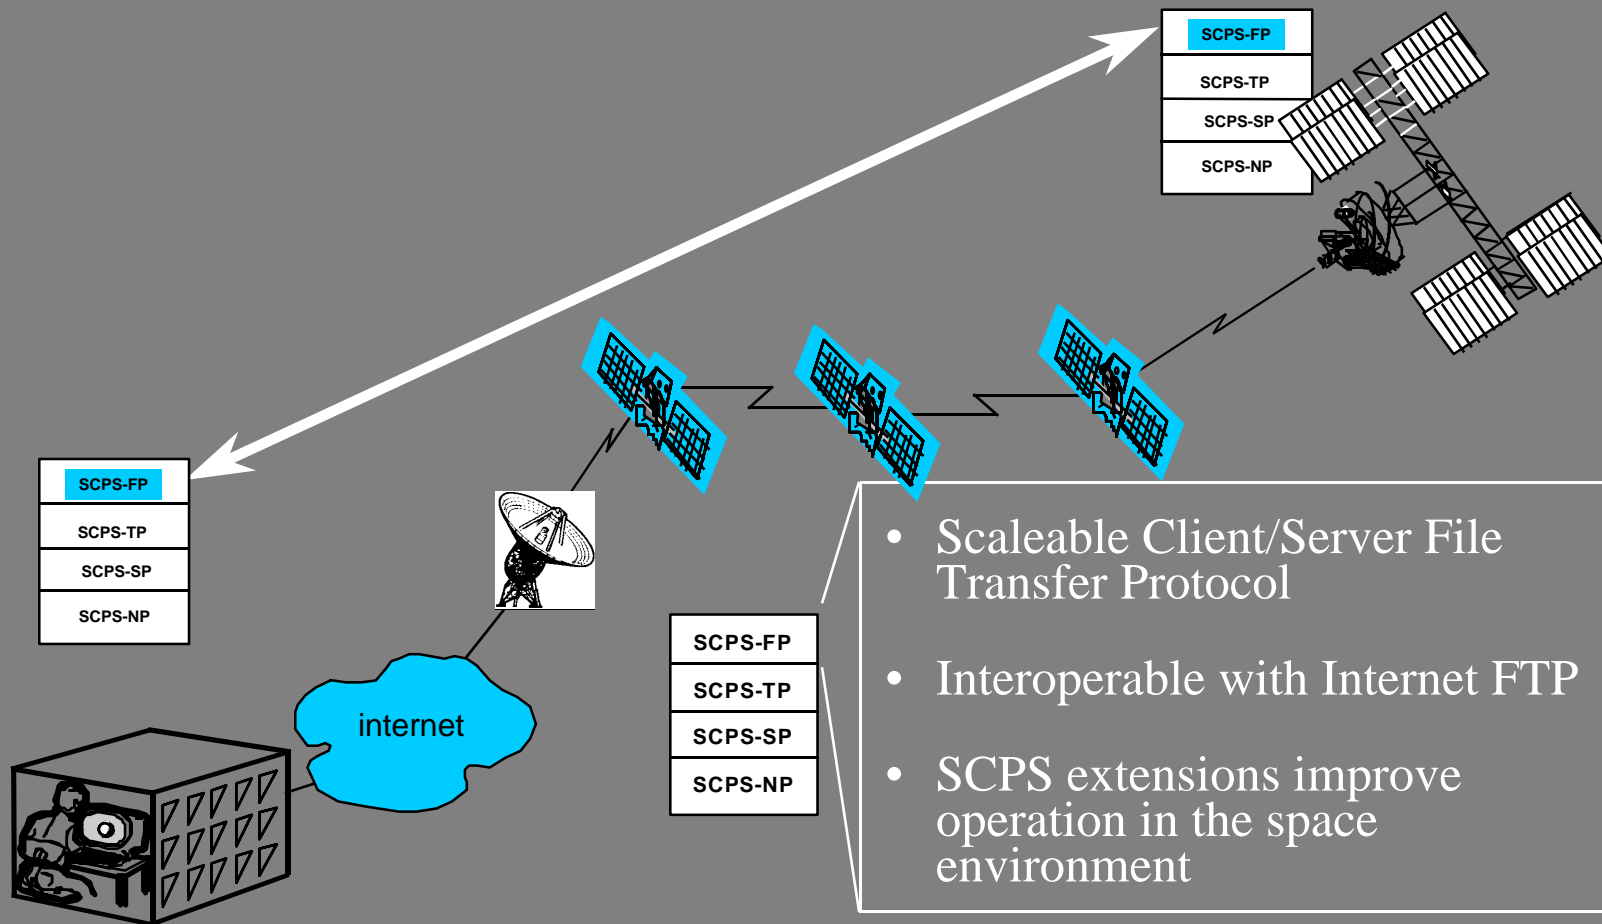 SCPS-FP
SCPS-TP
SCPS-SP
SCPS-NP
SCPS-FP
SCPS-TP
SCPS-SP
SCPS-NP
internet
SCPS-FP
SCPS-TP
SCPS-SP
SCPS-NP
• Scaleable Client/Server File
Transfer Protocol
• Interoperable with Internet FTP
• SCPS extensions improve
operation in the space
environment